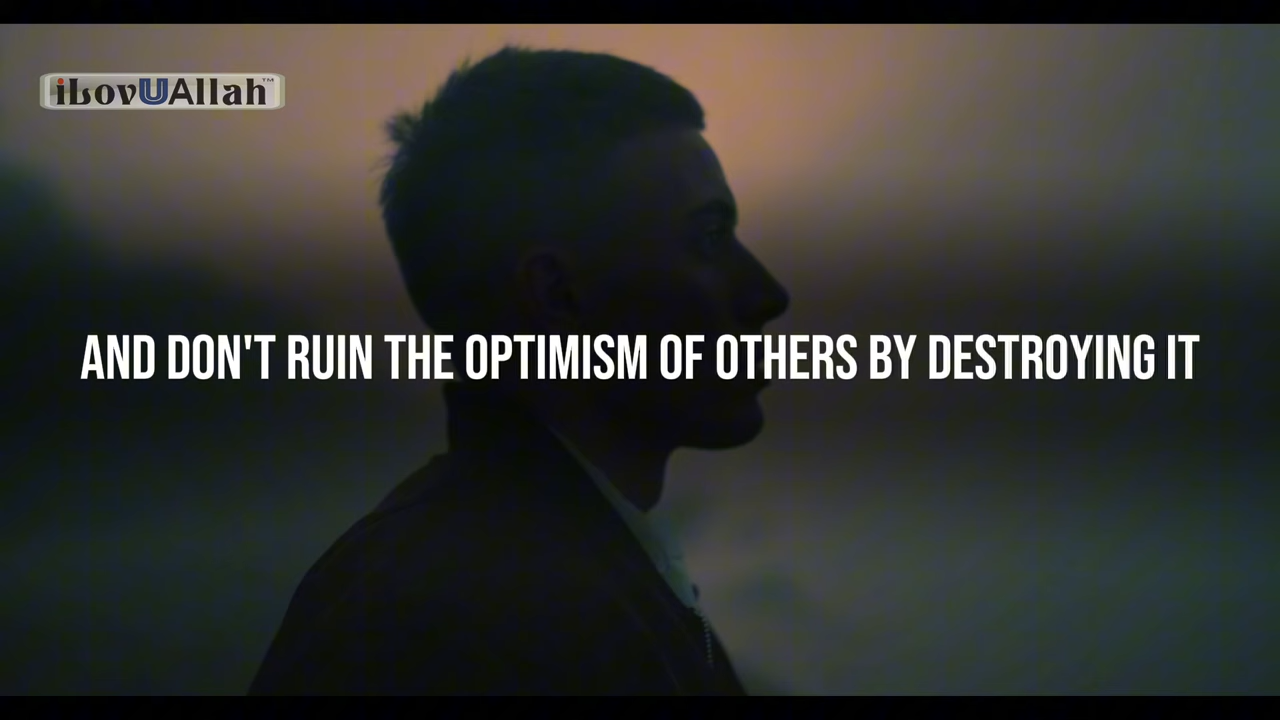 iLovUAllah™
AND DON'T RUIN THE OPTIMISM OF OTHERS BY DESTROYING IT